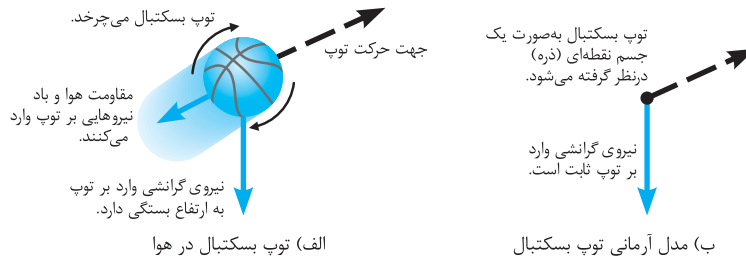 توپ بسکتبال می‌چرخد.
جهت حرکت توپ
مقاومت هوا و باد
نیروهایی بر توپ وارد
می‌کنند.
نیروی گرانشی وارد بر توپ
به ارتفاع بستگی دارد.
الف) توپ بسکتبال در هوا
توپ بسکتبال به‌صورت یک
جسم نقطه‌ای (ذره)
درنظر گرفته می‌شود.
نیروی گرانشی وارد
بر توپ ثابت است.
ب) مدل آرمانی توپ بسکتبال